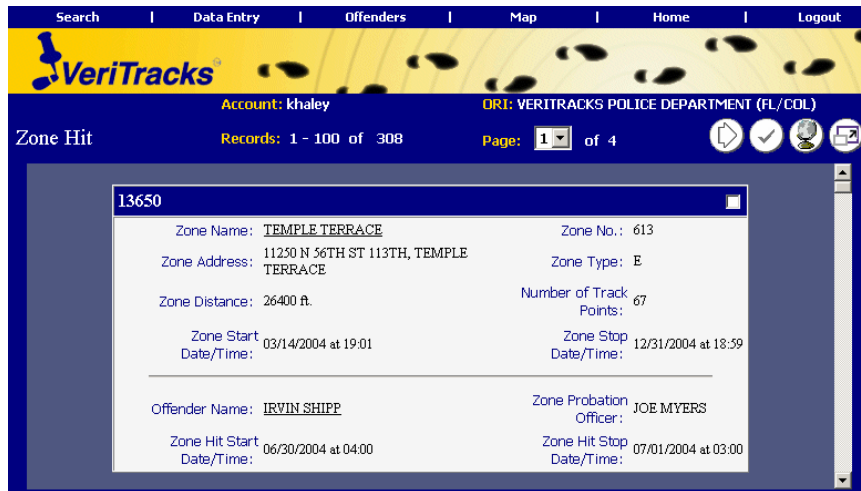 Search | Data Entry | Offenders | Map | Home | Logout
VeriTracks®
Account: khaley ORI: VERITRACKS POLICE DEPARTMENT (FL/COL)
Zone Hit Records: 1 - 100 of 308 Page: 1 of 4
13650
Zone Name: TEMPLE TERRACE Zone No.: 613
Zone Address: 11250 N 56TH ST 113TH, TEMPLE
TERRACE Zone Type: E
Zone Distance: 26400 ft. Number of Track
Points: 67
Zone Start
Date/Time: 03/14/2004 at 19:01 Zone Stop
Date/Time: 12/31/2004 at 18:59
Offender Name: IRVIN SHIPP Zone Probation
Officer: JOE MYERS
Zone Hit Start
Date/Time: 06/30/2004 at 04:00 Zone Hit Stop
Date/Time: 07/01/2004 at 03:00